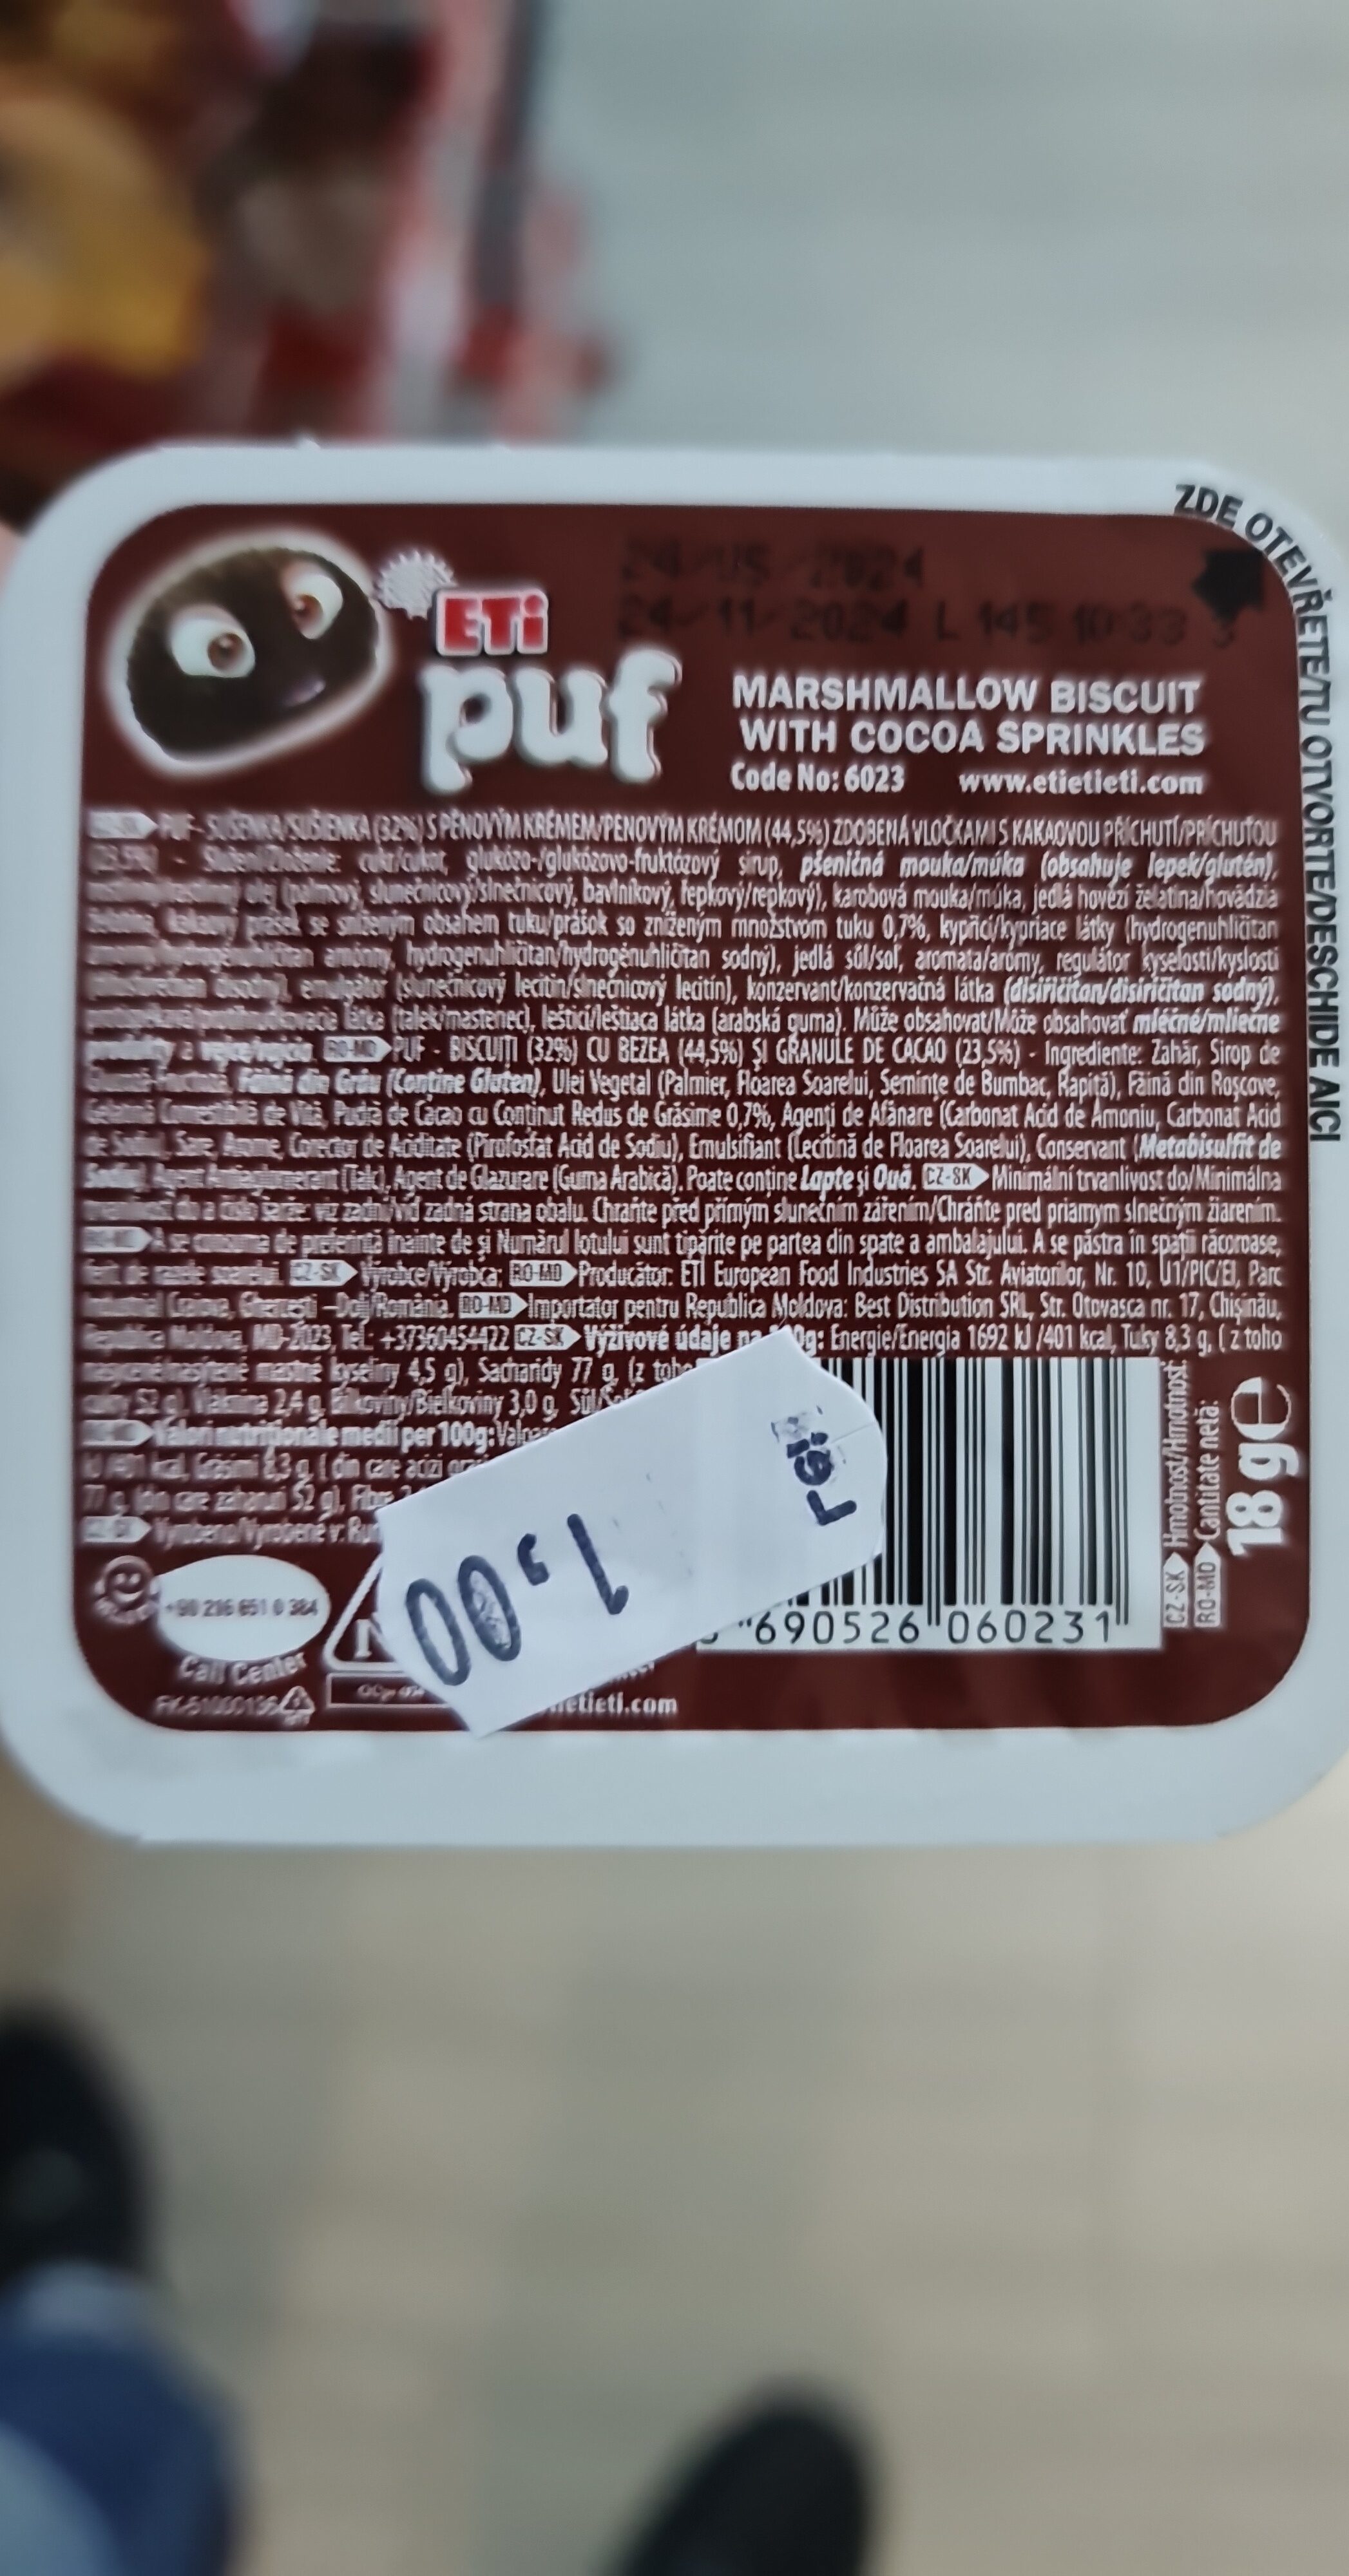 ZDE OTEVŘETE/TU OTVORTE/DESCHIDE AICI
24/05/2024
24/11/2024 L 145 10:33 3
ETi
puf
MARSHMALLOW BISCUIT
WITH COCOA SPRINKLES
Code No: 6023 www.etietieti.com
PUF - SUŠENKA/SUŠIENKA (32%) S PĚNOVÝM KRÉMEM/PENOVÝM KRÉMOM (44,5%) ZDOBENÁ VLOČKAMI S KAKAOVOU PŘÍCHUTÍ/PRÍCHUŤOU
(23,5%) - Složení/Zloženie: cukr/cukor, glukózo-/glukózovo-fruktózový sirup, pšeničná mouka/múka (obsahuje lepek/glutén),
olej (palmový, slunečnicový/slnečnicový, bavlníkový, řepkový/repkový), karobová mouka/múka, jedlá hovězí želatina/hovädzia
kakaový prášek se sníženým obsahem tuku/prášok so zníženým množstvom tuku 0,7%, kypřící/kypriace látky (hydrogenuhličitan
amónny, hydrogenuhličitan/hydrogénuhličitan sodný), jedlá sůl/soľ, aromata/arómy, regulátor kyselosti/kyslosti
emulgátor (slunečnicový lecitin/slnečnicový lecitín), konzervant/konzervačná látka (disiřičitan/disiričitan sodný),
látka (talek/mastenec), lešticí/leštiaca látka (arabská guma). Může obsahovat/Môže obsahovať mléčné/mliečne
RO-MD PUF - BISCUIȚI (32%) CU BEZEA (44,5%) ȘI GRANULE DE CACAO (23,5%) - Ingrediente: Zahăr, Sirop de
Făină din Grâu (Conține Gluten), Ulei Vegetal (Palmier, Floarea Soarelui, Semințe de Bumbac, Rapiță), Făină din Roșcove,
Gelatină Comestibilă de Vită, Pudră de Cacao cu Conținut Redus de Grăsime 0,7%, Agenți de Afânare (Carbonat Acid de Amoniu, Carbonat Acid
de Sodiu), Sare, Arome, Corector de Aciditate (Pirofosfat Acid de Sodiu), Emulsifiant (Lecitină de Floarea Soarelui), Conservant (Metabisulfit de
Sodiu), Agent Antiaglomerant (Talc), Agent de Glazurare (Guma Arabică). Poate conține Lapte și Ouă. CZ-SK Minimální trvanlivost do/Minimálna
trvanlivosť do a číslo šarže: viz zadní/viď zadná strana obalu. Chraňte před přímým slunečním zářením/Chráňte pred priamym slnečným žiarením.
A se consuma de preferință înainte de și Numărul lotului sunt tipărite pe partea din spate a ambalajului. A se păstra în spații răcoroase,
ferit de razele soarelui. CZ-SK Výrobce/Výrobca: RO-MD Producător: ETI European Food Industries SA Str. Aviatorilor, Nr. 10, U1/PIC/EI, Parc
Industrial Craiova, Ghercești –Dolj/România. RO-MD Importator pentru Republica Moldova: Best Distribution SRL, Str. Otovasca nr. 17, Chișinău,
Republica Moldova, MD-2023, Tel.: +37360454422 CZ-SK Výživové údaje na 0g: Energie/Energia 1692 kJ /401 kcal, Tuky 8,3 g, ( z toho
nasycené/nasýtené mastné kyseliny 4,5 g), Sacharidy 77 g, (z toho
cukry 52 g), Vláknina 2,4 g, Bílkoviny/Bielkoviny 3,0 g, Sůl/Soľ
Valori nutriționale medii per 100g:
kJ /401 kcal, Grăsimi 8,3 g, ( din care acizi
77 g, (din care zaharuri 52 g), Fibre
Vyrobeno/Vyrobené v:
1,00
LGI:
+90 216 651 0 384
Call Center
etieti.com
690526 060231
CZ-SK Hmotnost/Hmotnosť:
RO-MD Cantitate netă:
18 g e